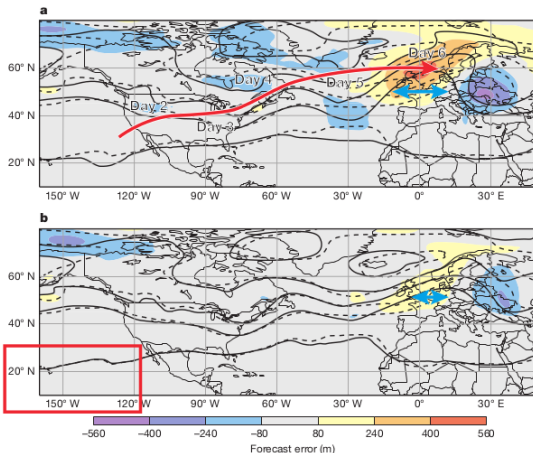 a
60° N
40° N
20° N
Day 2
Day 3
Day 4
Day 5
Day 6
150° W
120° W
90° W
60° W
30° W
0°
30° E
b
60° N
40° N
20° N
150° W
120° W
90° W
60° W
30° W
0°
30° E
−560
−400
−240
−80
80
240
400
560
Forecast error (m)